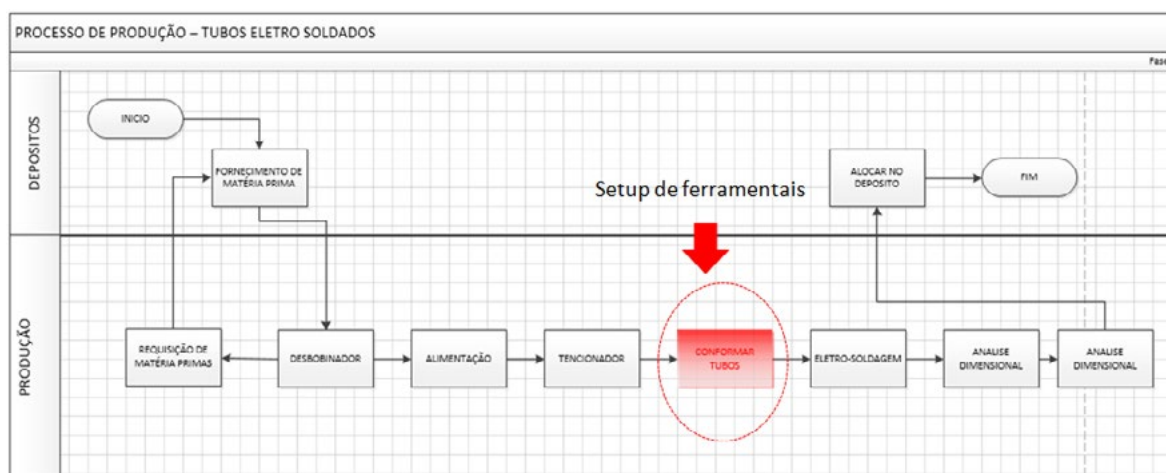 PROCESSO DE PRODUÇÃO – TUBOS ELETRO SOLDADOS
Fase
DEPOSITOS
INICIO
FORNECIMENTO DE
MATÉRIA PRIMA
Setup de ferramentais
ALOCAR NO
DEPOSITO
FIM
PRODUÇÃO
REQUISIÇÃO DE
MATÉRIA PRIMAS
DESBOBINADOR
ALIMENTAÇÃO
TENCIONADOR
CONFORMAR
TUBOS
ELETRO-SOLDAGEM
ANALISE
DIMENSIONAL
ANALISE
DIMENSIONAL